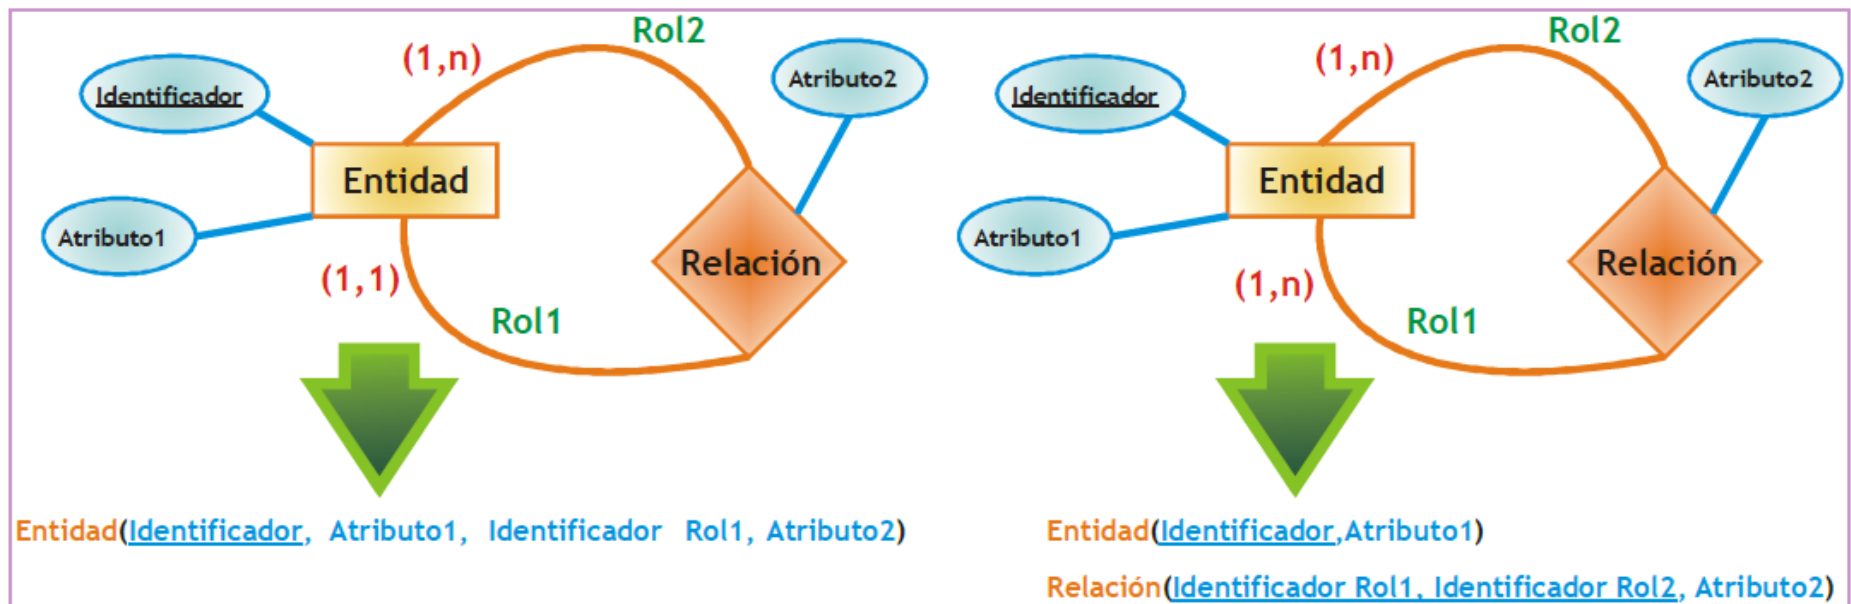 Rol2
(1,n)
Atributo2
Identificador
Entidad
Atributo1
Relación
(1,1)
Rol1
Entidad(Identificador, Atributo1, Identificador Rol1, Atributo2)
Rol2
(1,n)
Atributo2
Identificador
Entidad
Atributo1
Relación
(1,n)
Rol1
Entidad(Identificador,Atributo1)
Relación(Identificador Rol1, Identificador Rol2, Atributo2)